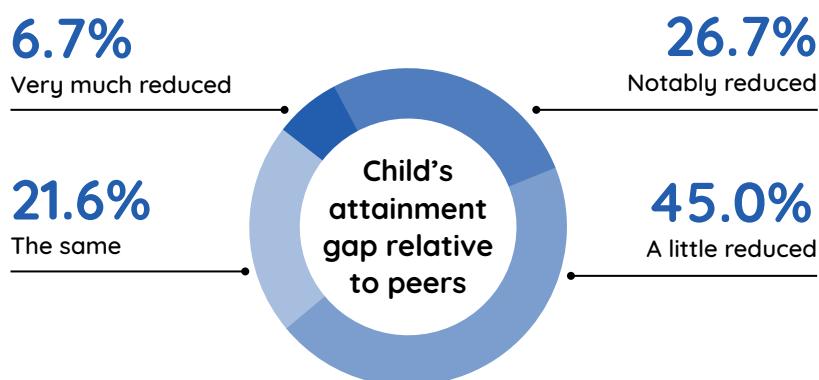 6.7%
Very much reduced
26.7%
Notably reduced
21.6%
The same
45.0%
A little reduced
Child’s
attainment
gap relative
to peers